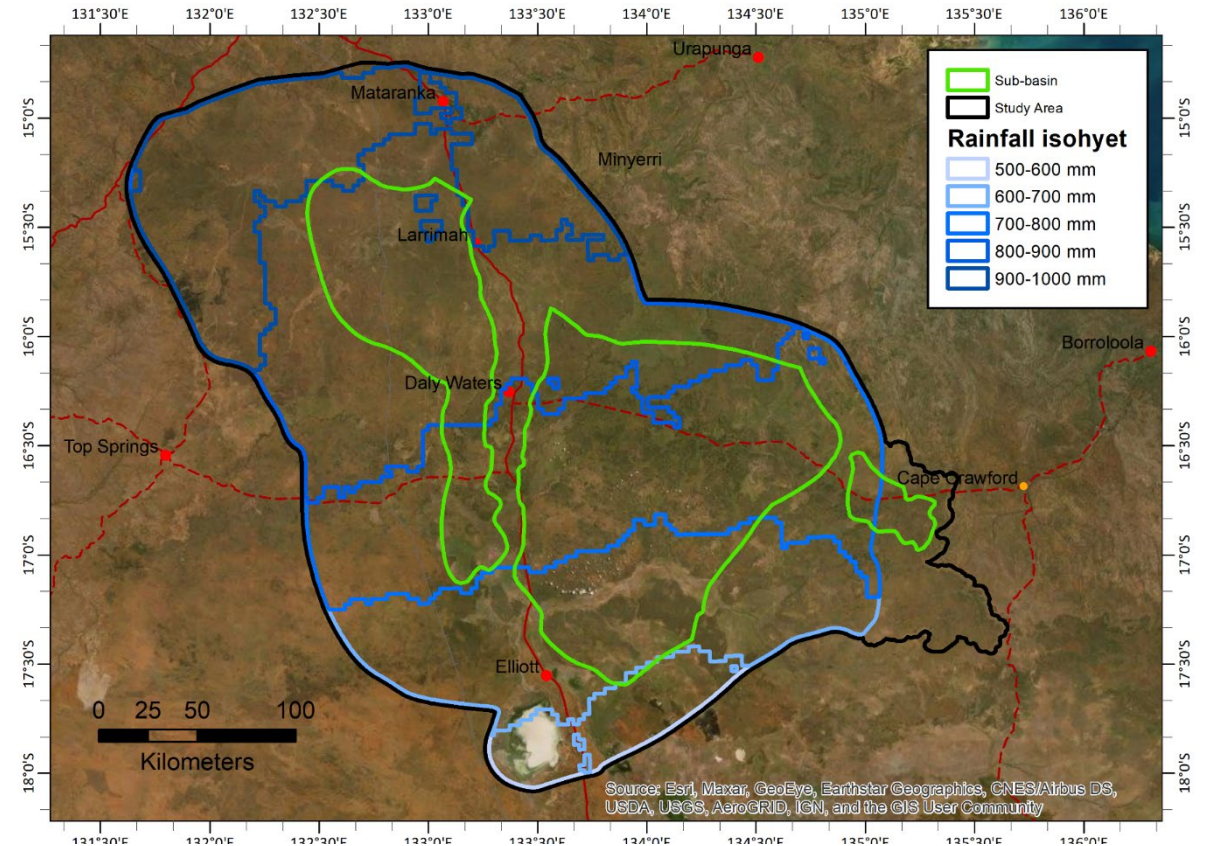 131°30'E 132°0'E 132°30'E 133°0'E 133°30'E 134°0'E 134°30'E 135°0'E 135°30'E 136°0'E
Urapunga
Sub-basin
Study Area
Rainfall isohyet
500-600 mm
600-700 mm
700-800 mm
800-900 mm
900-1000 mm
Mataranka
15°0'S 15°0'S
Minyerri
Larrimah
15°30'S 15°30'S
16°0'S 16°0'S
Borroloola
Daly Waters
Top Springs
16°30'S 16°30'S
Cape Crawford
17°0'S 17°0'S
Elliott
17°30'S 17°30'S
0 25 50 100
Kilometers
18°0'S 18°0'S
Source: Esri, Maxar, GeoEye, Earthstar Geographics, CNES/Airbus DS,
USDA, USGS, AeroGRID, IGN, and the GIS User Community
131°30'E 132°0'E 132°30'E 133°0'E 133°30'E 134°0'E 134°30'E 135°0'E 135°30'E 136°0'E